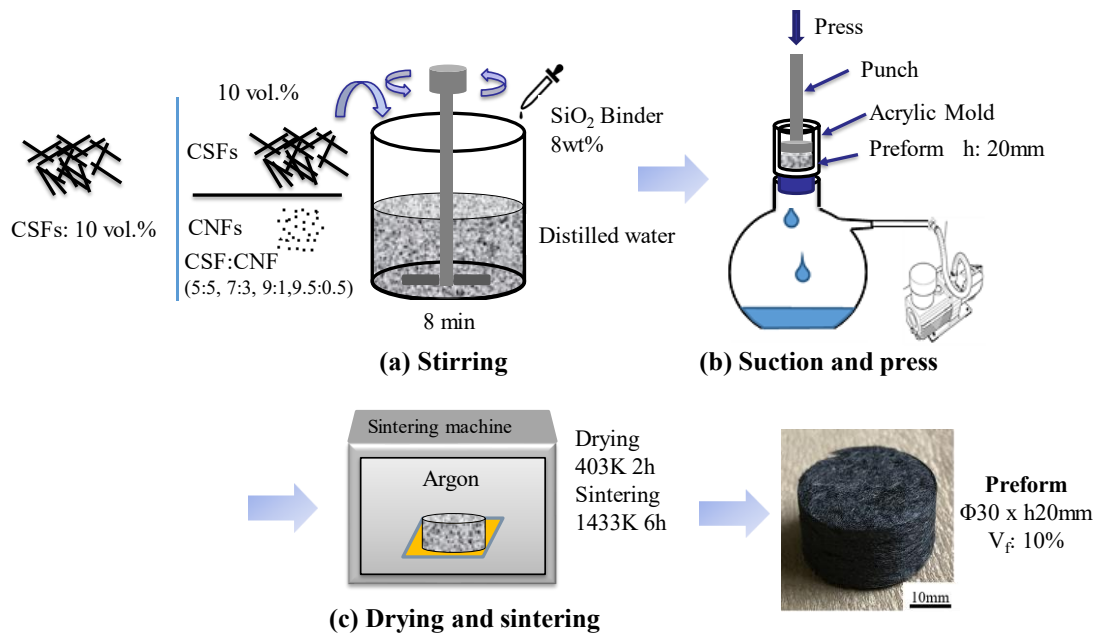 CSFs: 10 vol.%
10 vol.%
CSFs
CNFs
CSF:CNF
(5:5, 7:3, 9:1,9.5:0.5)
SiO₂ Binder
8wt%
Distilled water
8 min
(a) Stirring
Press
Punch
Acrylic Mold
Preform h: 20mm
(b) Suction and press
Sintering machine
Argon
Drying
403K 2h
Sintering
1433K 6h
(c) Drying and sintering
10mm
Preform
Φ30 x h20mm
V_f: 10%